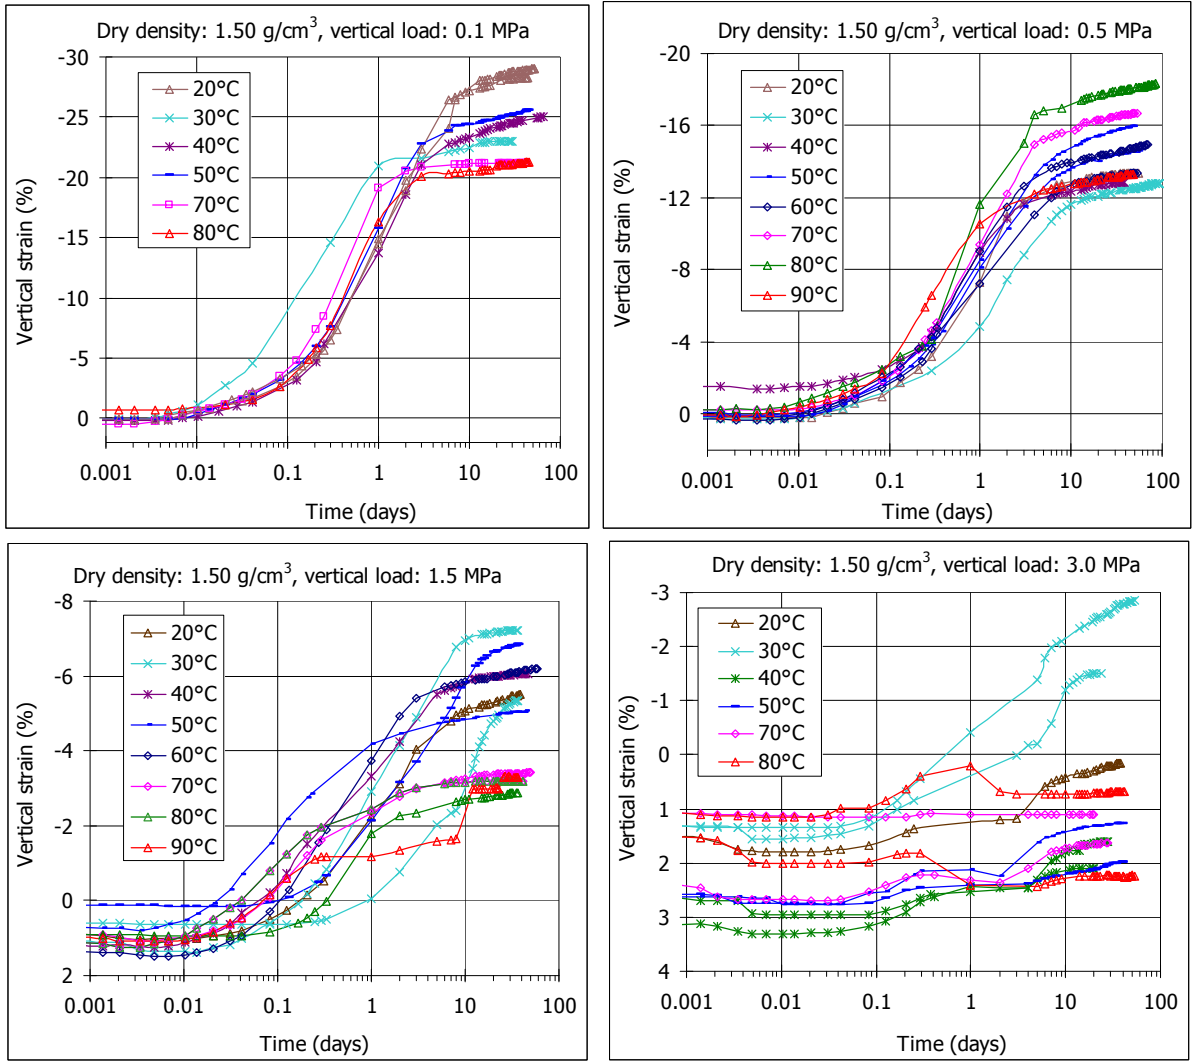 Dry density: 1.50 g/cm³, vertical load: 0.1 MPa
-30
-25
-20
-15
-10
-5
0
Vertical strain (%)
20°C
30°C
40°C
50°C
70°C
80°C
0.001 0.01 0.1 1 10 100
Time (days)
Dry density: 1.50 g/cm³, vertical load: 0.5 MPa
-20
-16
-12
-8
-4
0
Vertical strain (%)
20°C
30°C
40°C
50°C
60°C
70°C
80°C
90°C
0.001 0.01 0.1 1 10 100
Time (days)
Dry density: 1.50 g/cm³, vertical load: 1.5 MPa
-8
-6
-4
-2
0
2
Vertical strain (%)
20°C
30°C
40°C
50°C
60°C
70°C
80°C
90°C
0.001 0.01 0.1 1 10 100
Time (days)
Dry density: 1.50 g/cm³, vertical load: 3.0 MPa
-3
-2
-1
0
1
2
3
4
Vertical strain (%)
20°C
30°C
40°C
50°C
70°C
80°C
0.001 0.01 0.1 1 10 100
Time (days)